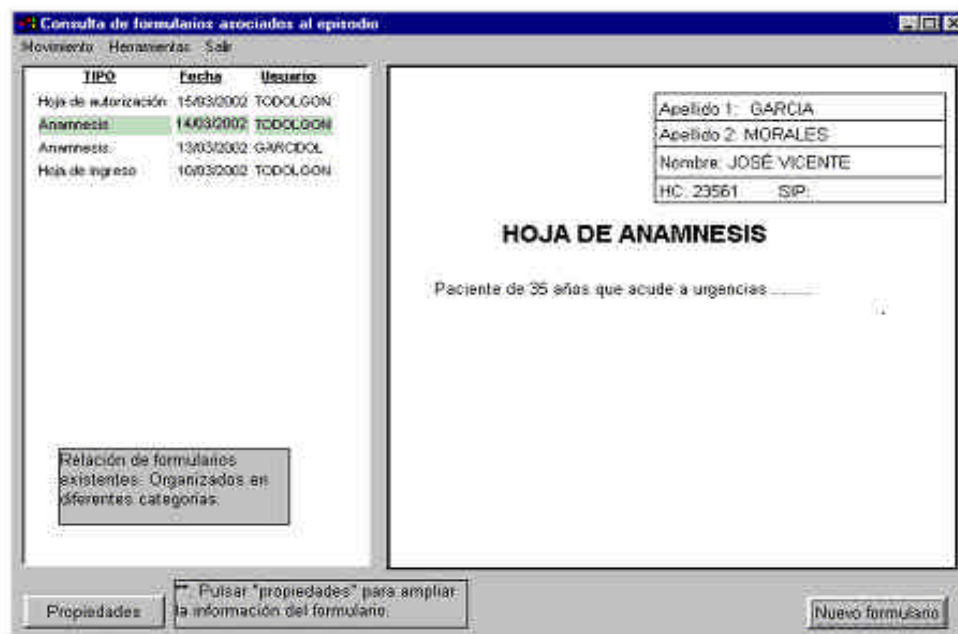 Consulta de formularios asociados al episodio
Movimiento Herramientas Salir
TIPO Fecha Usuario
Hoja de autorización 15/03/2002 TODOLGON
Anamnesis 14/03/2002 TODOLGON
Anamnesis 13/03/2002 GARCIDOL
Hoja de ingreso 10/03/2002 TODOLGON
Relación de formularios
existentes. Organizados en
diferentes categorias.
Apellido 1: GARCIA
Apellido 2: MORALES
Nombre: JOSÉ VICENTE
HC: 23561 SIP:
HOJA DE ANAMNESIS
Paciente de 35 años que acude a urgencias .........
Propiedades
**. Pulsar "propiedades" para ampliar
la información del formulario.
Nuevo formulario